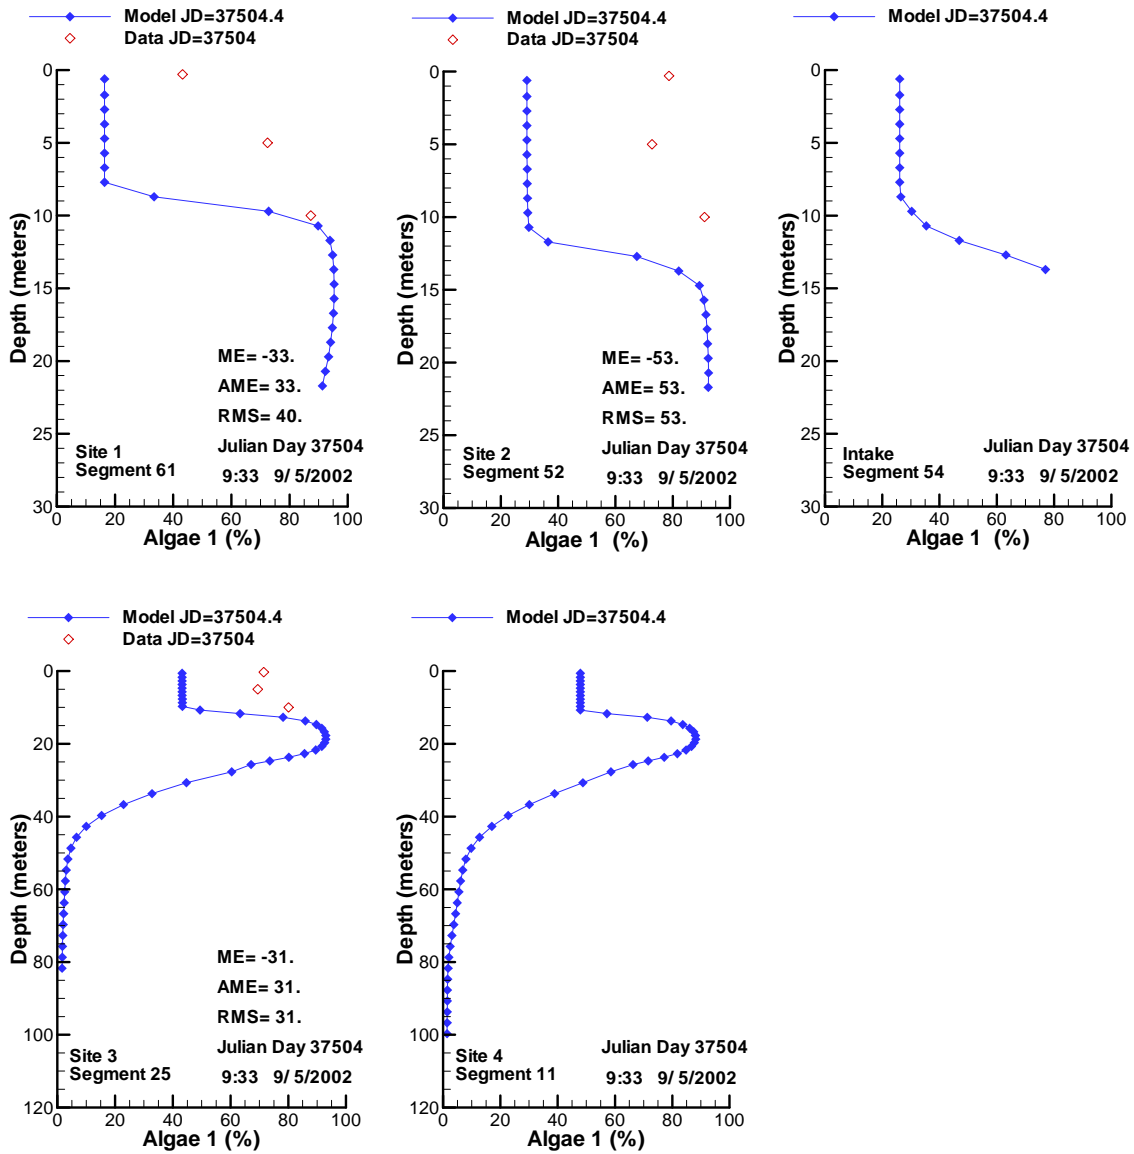 Model JD=37504.4
Data JD=37504
0
5
10
15
20
25
30
Depth (meters)
ME= -33.
AME= 33.
RMS= 40.
Site 1
Segment 61
Julian Day 37504
9:33 9/ 5/2002
0 20 40 60 80 100
Algae 1 (%)
Model JD=37504.4
Data JD=37504
0
5
10
15
20
25
30
Depth (meters)
ME= -53.
AME= 53.
RMS= 53.
Site 2
Segment 52
Julian Day 37504
9:33 9/ 5/2002
0 20 40 60 80 100
Algae 1 (%)
Model JD=37504.4
0
5
10
15
20
25
30
Depth (meters)
Intake
Segment 54
Julian Day 37504
9:33 9/ 5/2002
0 20 40 60 80 100
Algae 1 (%)
Model JD=37504.4
Data JD=37504
0
20
40
60
80
100
120
Depth (meters)
ME= -31.
AME= 31.
RMS= 31.
Site 3
Segment 25
Julian Day 37504
9:33 9/ 5/2002
0 20 40 60 80 100
Algae 1 (%)
Model JD=37504.4
0
20
40
60
80
100
120
Depth (meters)
Site 4
Segment 11
Julian Day 37504
9:33 9/ 5/2002
0 20 40 60 80 100
Algae 1 (%)